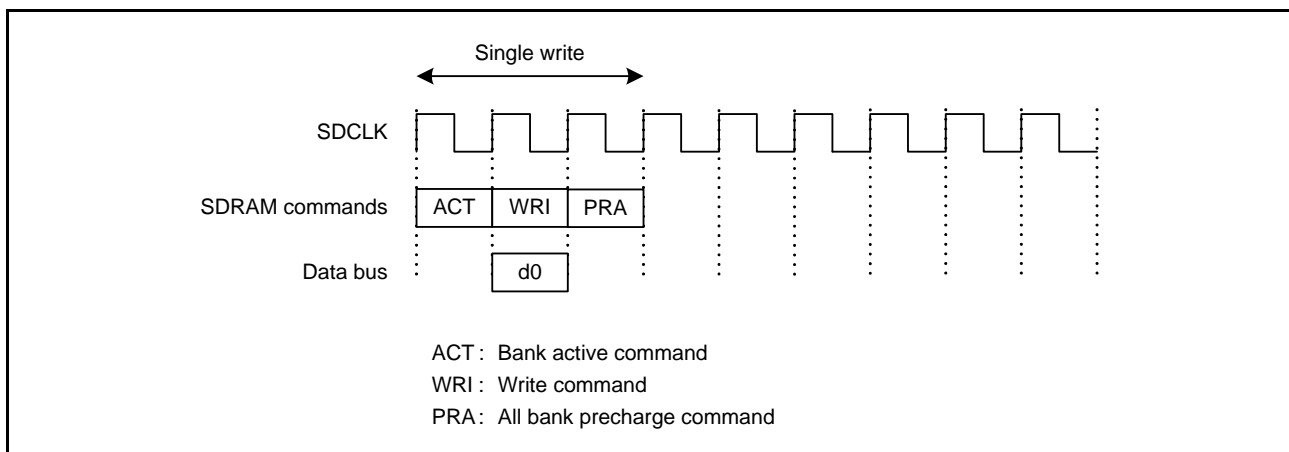 Single write
SDCLK
SDRAM commands ACT WRI PRA
Data bus d0
ACT : Bank active command
WRI : Write command
PRA : All bank precharge command